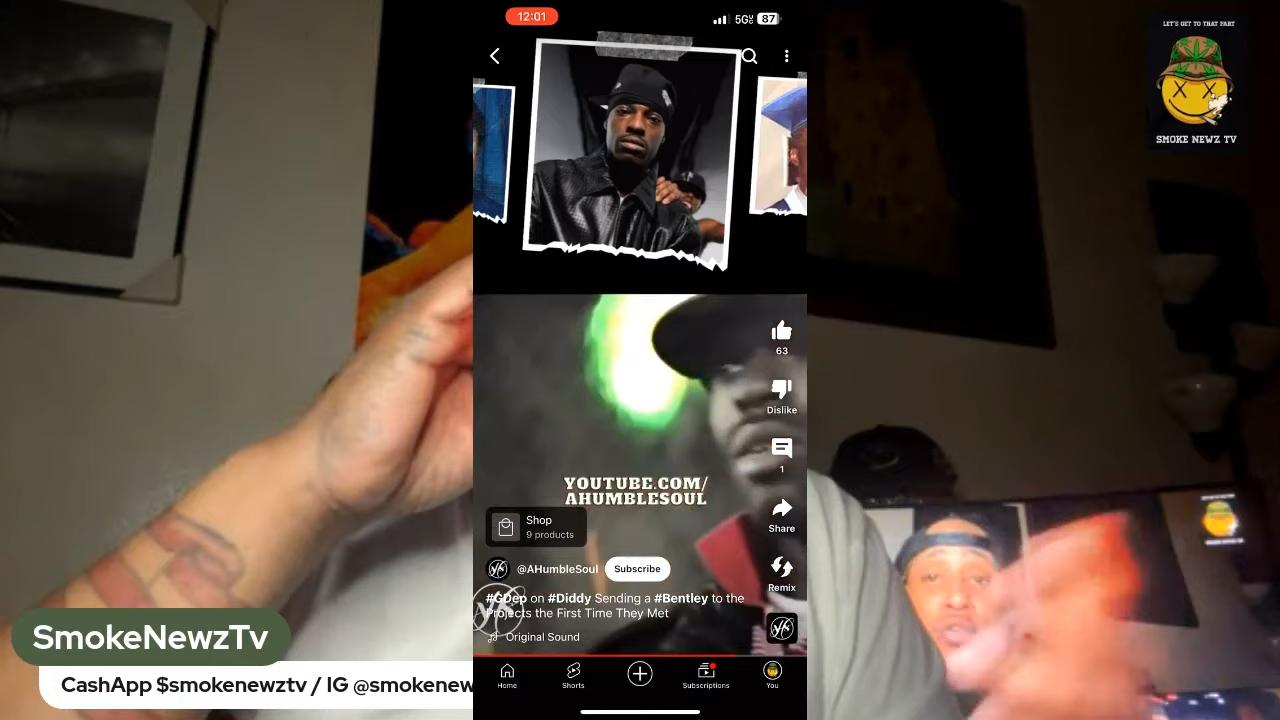 12:01
5G
87
LET'S GET TO THAT PART
SMOKE NEWZ TV
63
Dislike
1
YOUTUBE.COM/
AHUMBLESOUL
Shop
9 products
Share
@AHumbleSoul
Subscribe
Remix
#GDep on #Diddy Sending a #Bentley to the
Projects the First Time They Met
Original Sound
Home
Shorts
Subscriptions
You
SmokeNewzTv
CashApp $smokenewztv / IG @smokenew